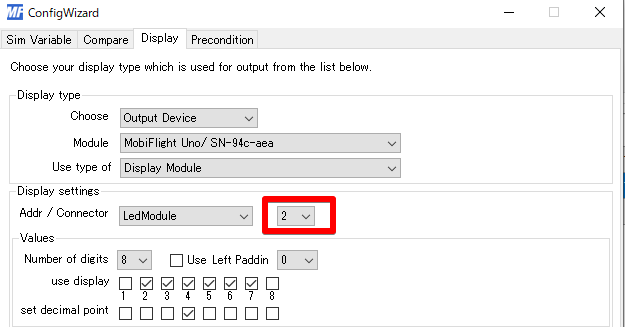 MF ConfigWizard
Sim Variable Compare Display Precondition
Choose your display type which is used for output from the list below.
Display type
Choose Output Device
Module MobiFlight Uno/ SN-94c-aea
Use type of Display Module
Display settings
Addr / Connector LedModule 2
Values
Number of digits 8 Use Left Paddin 0
use display
1 2 3 4 5 6 7 8
set decimal point